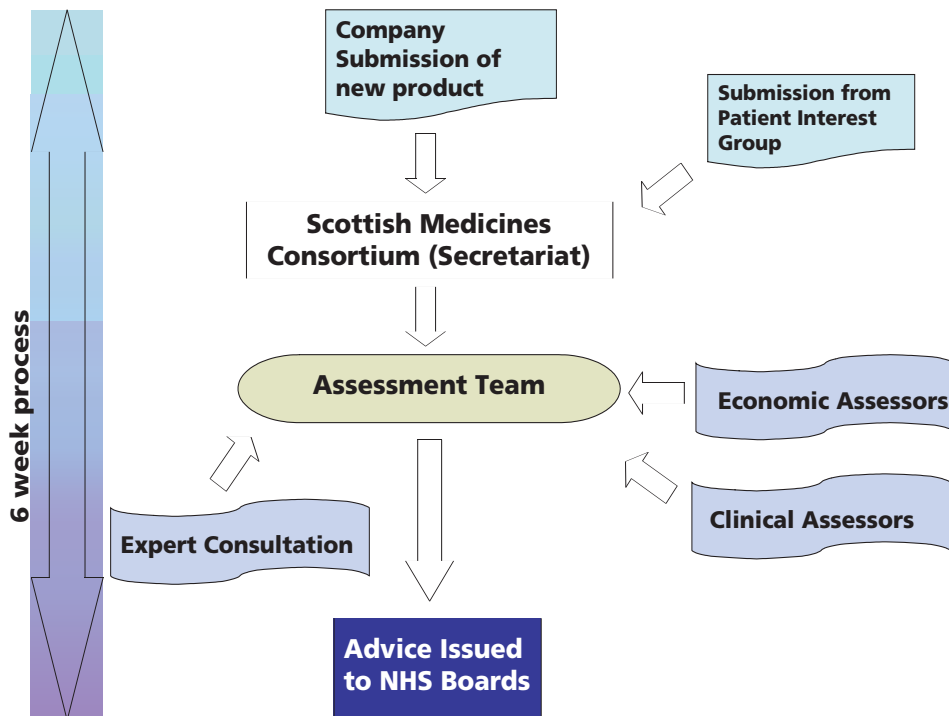 Company
Submission of
new product
Submission from
Patient Interest
Group
Scottish Medicines
Consortium (Secretariat)
6 week process
Assessment Team
Economic Assessors
Clinical Assessors
Expert Consultation
Advice Issued
to NHS Boards